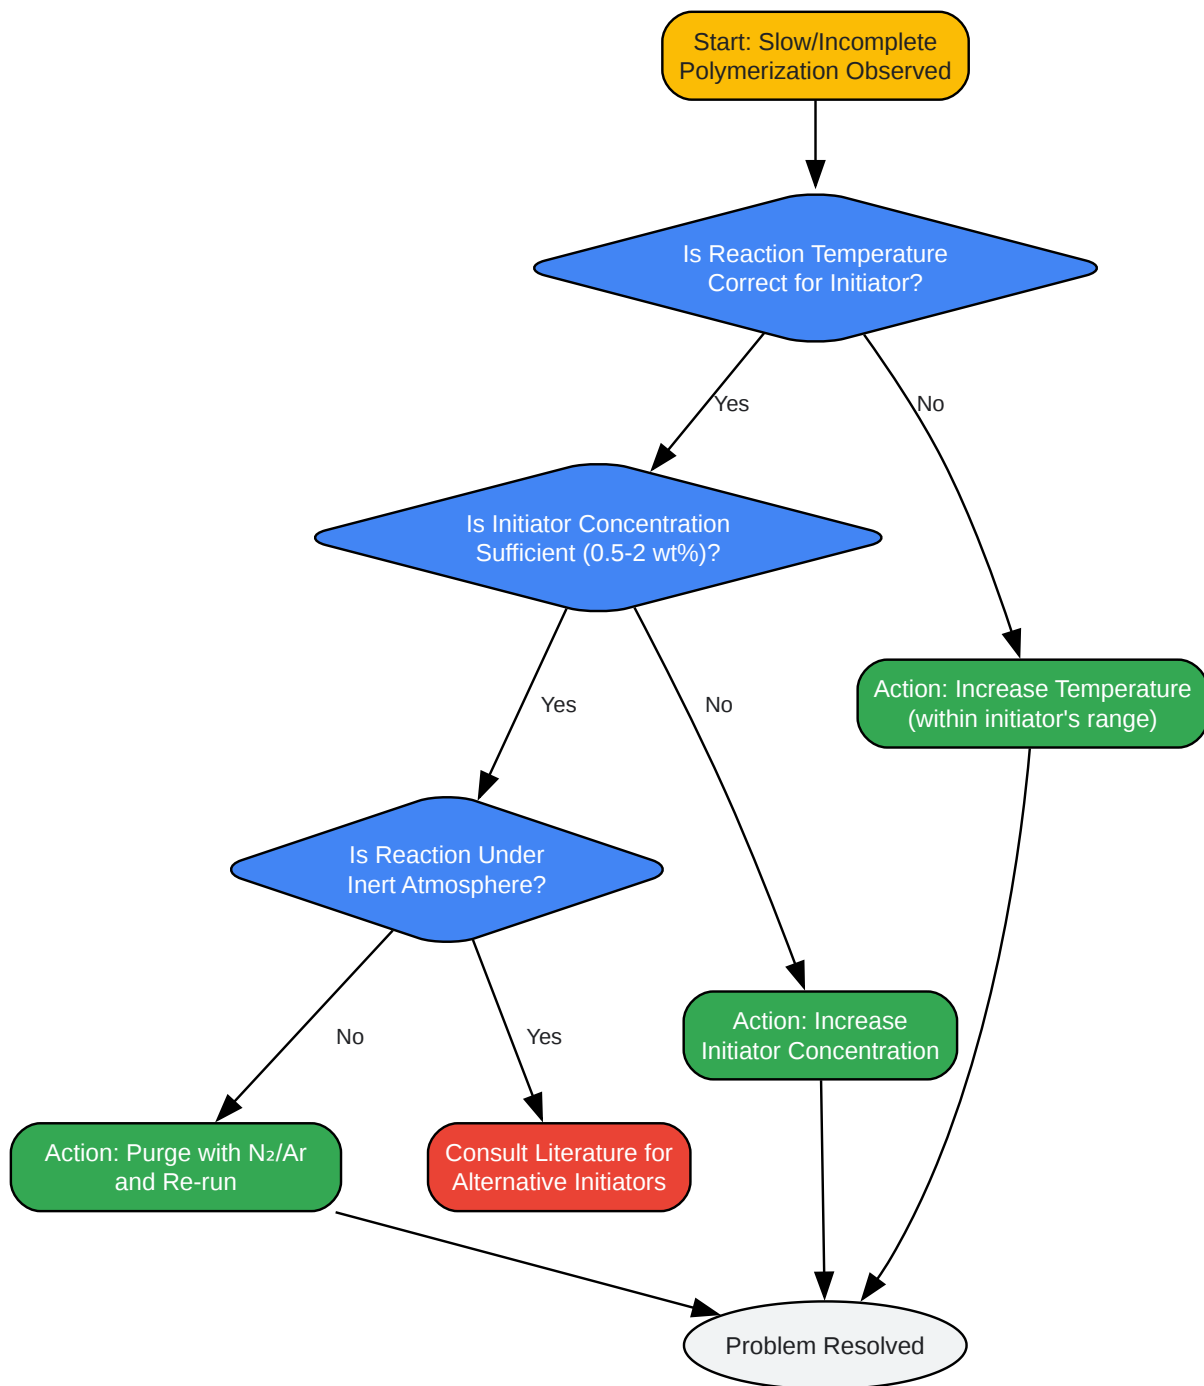 Start: Slow/Incomplete
Polymerization Observed
Is Reaction Temperature
Correct for Initiator?
Yes
No
Is Initiator Concentration
Sufficient (0.5-2 wt%)?
Action: Increase Temperature
(within initiator's range)
Yes
No
Is Reaction Under
Inert Atmosphere?
Action: Increase
Initiator Concentration
No
Yes
Action: Purge with N₂/Ar
and Re-run
Consult Literature for
Alternative Initiators
Problem Resolved